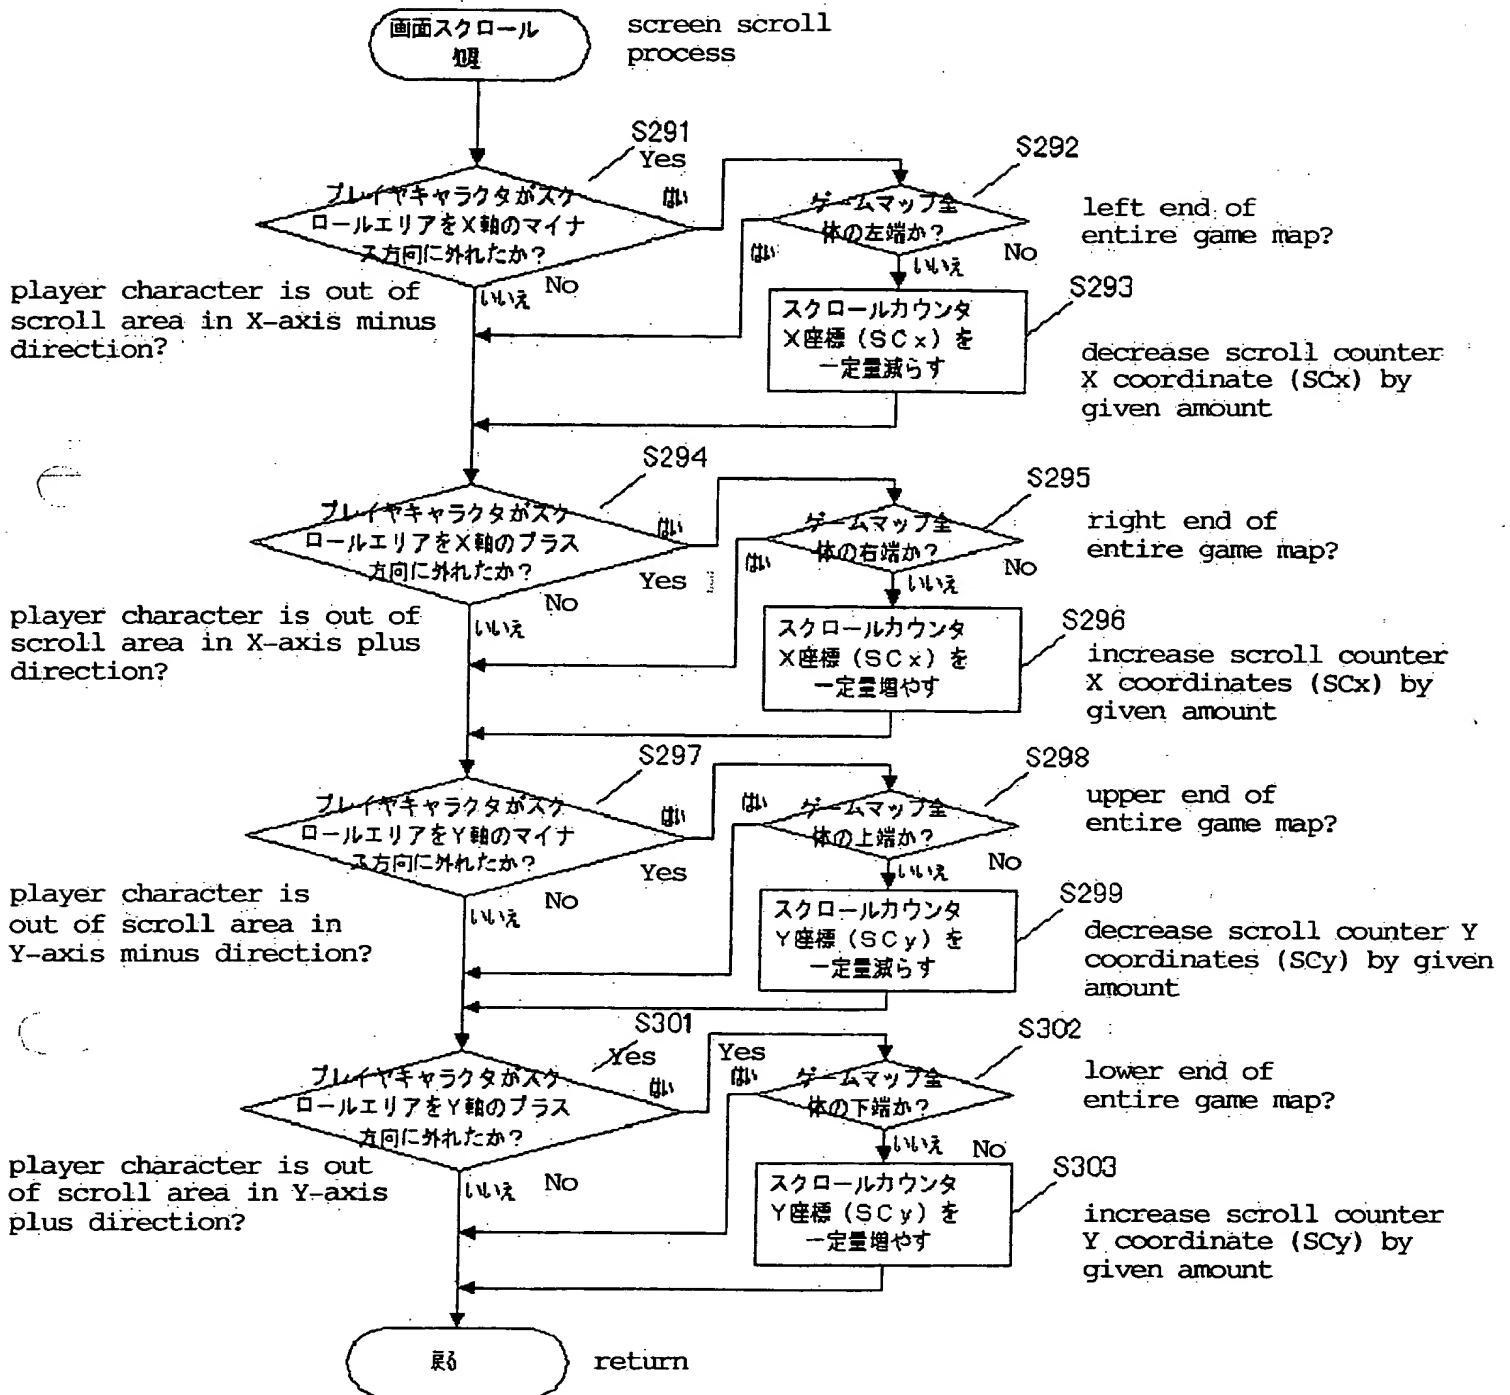 画面スクロール
処理
screen scroll
process
S291
Yes
はい
プレイヤキャラクタがスク
ロールエリアをX軸のマイナ
ス方向に外れたか?
No
いいえ
player character is out of
scroll area in X-axis minus
direction?
S292
ゲームマップ全
体の左端か?
はい
いいえ
No
left end of
entire game map?
S293
スクロールカウンタ
X座標(SCx)を
一定量減らす
decrease scroll counter
X coordinate (SCx) by
given amount
S294
プレイヤキャラクタがスク
ロールエリアをX軸のプラス
方向に外れたか?
はい
Yes
No
いいえ
player character is out of
scroll area in X-axis plus
direction?
S295
ゲームマップ全
体の右端か?
はい
いいえ
No
right end of
entire game map?
S296
スクロールカウンタ
X座標(SCx)を
一定量増やす
increase scroll counter
X coordinates (SCx) by
given amount
S297
プレイヤキャラクタがスク
ロールエリアをY軸のマイナ
ス方向に外れたか?
はい
Yes
No
いいえ
player character is
out of scroll area in
Y-axis minus direction?
S298
はい
ゲームマップ全
体の上端か?
いいえ
No
upper end of
entire game map?
S299
スクロールカウンタ
Y座標(SCy)を
一定量減らす
decrease scroll counter Y
coordinates (SCy) by given
amount
S301
Yes
はい
プレイヤキャラクタがスク
ロールエリアをY軸のプラス
方向に外れたか?
No
いいえ
player character is out
of scroll area in Y-axis
plus direction?
S302
Yes
はい
ゲームマップ全
体の下端か?
いいえ
No
lower end of
entire game map?
S303
スクロールカウンタ
Y座標(SCy)を
一定量増やす
increase scroll counter
Y coordinate (SCy) by
given amount
戻る
return